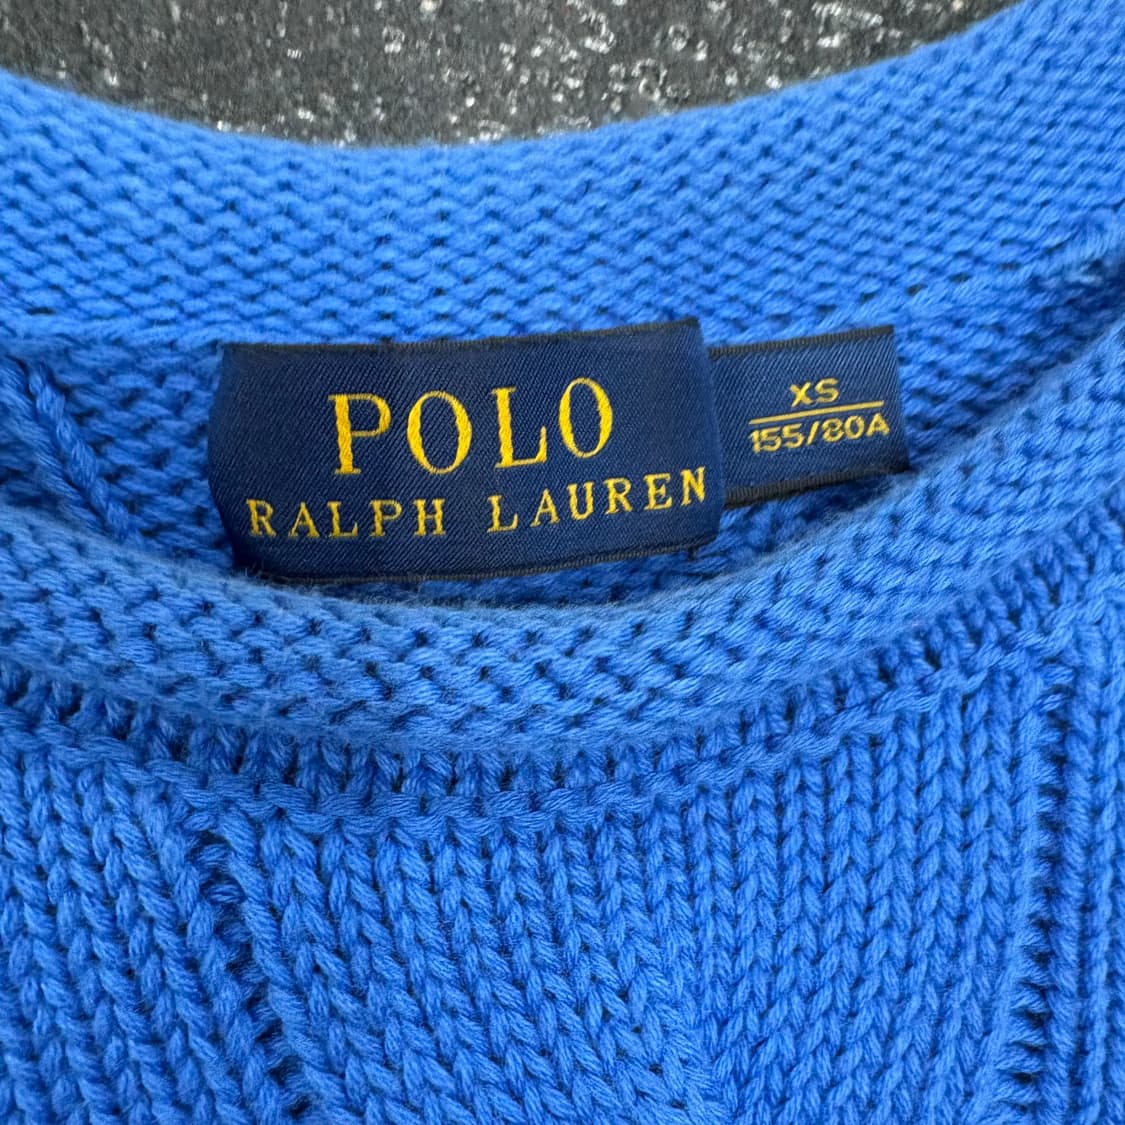 POLO
RALPH LAUREN
XS
155/80A